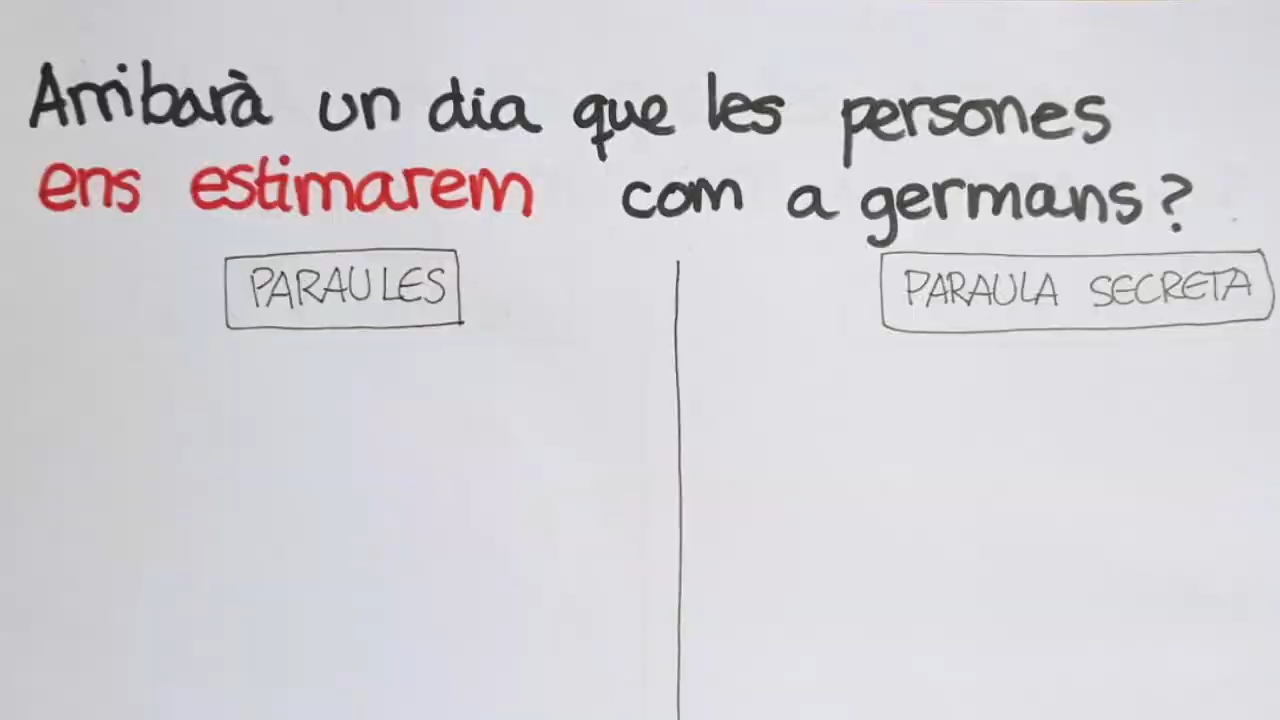 Arribarà un dia que les persones
ens estimarem com a germans?
PARAULES
PARAULA SECRETA